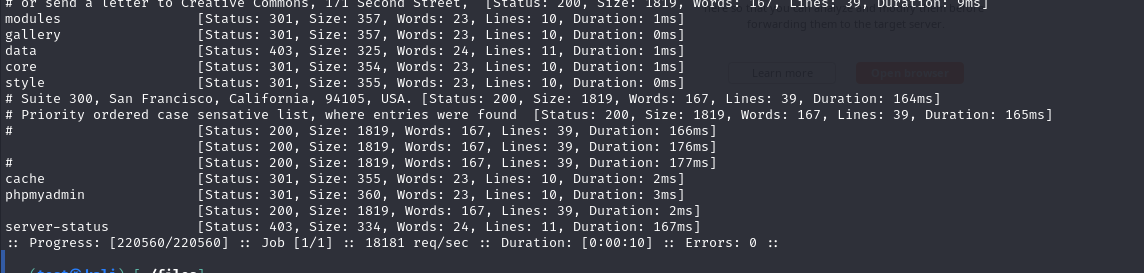 # or send a letter to Creative Commons, 171 Second Street,  [Status: 200, Size: 1819, Words: 167, Lines: 39, Duration: 9ms]
modules                 [Status: 301, Size: 357, Words: 23, Lines: 10, Duration: 1ms]
forwarding them to the target server.
gallery                 [Status: 301, Size: 357, Words: 23, Lines: 10, Duration: 0ms]
data                    [Status: 403, Size: 325, Words: 24, Lines: 11, Duration: 1ms]
core                    [Status: 301, Size: 354, Words: 23, Lines: 10, Duration: 1ms]
Learn more Open browser
style                   [Status: 301, Size: 355, Words: 23, Lines: 10, Duration: 0ms]
# Suite 300, San Francisco, California, 94105, USA. [Status: 200, Size: 1819, Words: 167, Lines: 39, Duration: 164ms]
# Priority ordered case sensative list, where entries were found  [Status: 200, Size: 1819, Words: 167, Lines: 39, Duration: 165ms]
#                       [Status: 200, Size: 1819, Words: 167, Lines: 39, Duration: 166ms]
                        [Status: 200, Size: 1819, Words: 167, Lines: 39, Duration: 176ms]
#                       [Status: 200, Size: 1819, Words: 167, Lines: 39, Duration: 177ms]
cache                   [Status: 301, Size: 355, Words: 23, Lines: 10, Duration: 2ms]
phpmyadmin              [Status: 301, Size: 360, Words: 23, Lines: 10, Duration: 3ms]
                        [Status: 200, Size: 1819, Words: 167, Lines: 39, Duration: 2ms]
server-status           [Status: 403, Size: 334, Words: 24, Lines: 11, Duration: 167ms]
:: Progress: [220560/220560] :: Job [1/1] :: 18181 req/sec :: Duration: [0:00:10] :: Errors: 0 ::